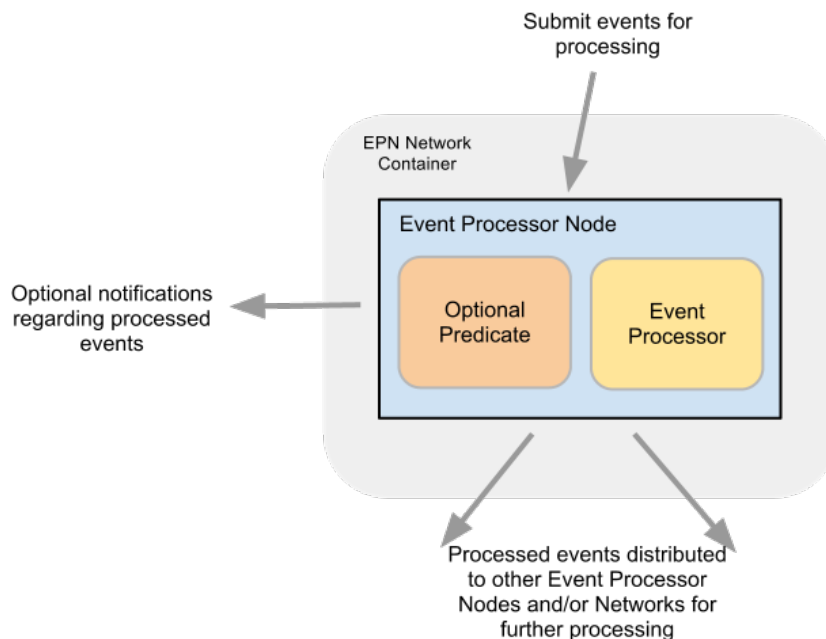 Submit events for
processing
EPN Network
Container
Event Processor Node
Optional
Predicate
Event
Processor
Optional notifications
regarding processed
events
Processed events distributed
to other Event Processor
Nodes and/or Networks for
further processing